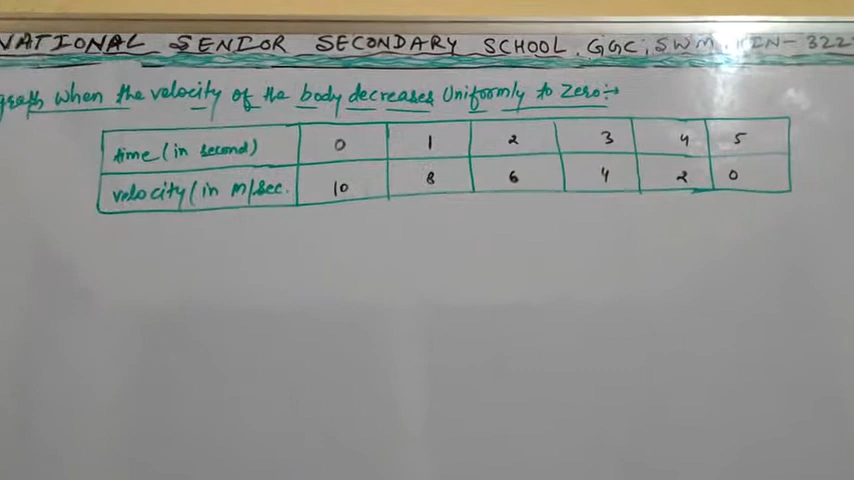 NATIONAL SENIOR SECONDARY SCHOOL, GGC, SWM.
graph when the velocity of the body decreases Uniformly to Zero:→
time (in second) 0 1 2 3 4 5
velocity (in m/sec. 10 8 6 4 2 0